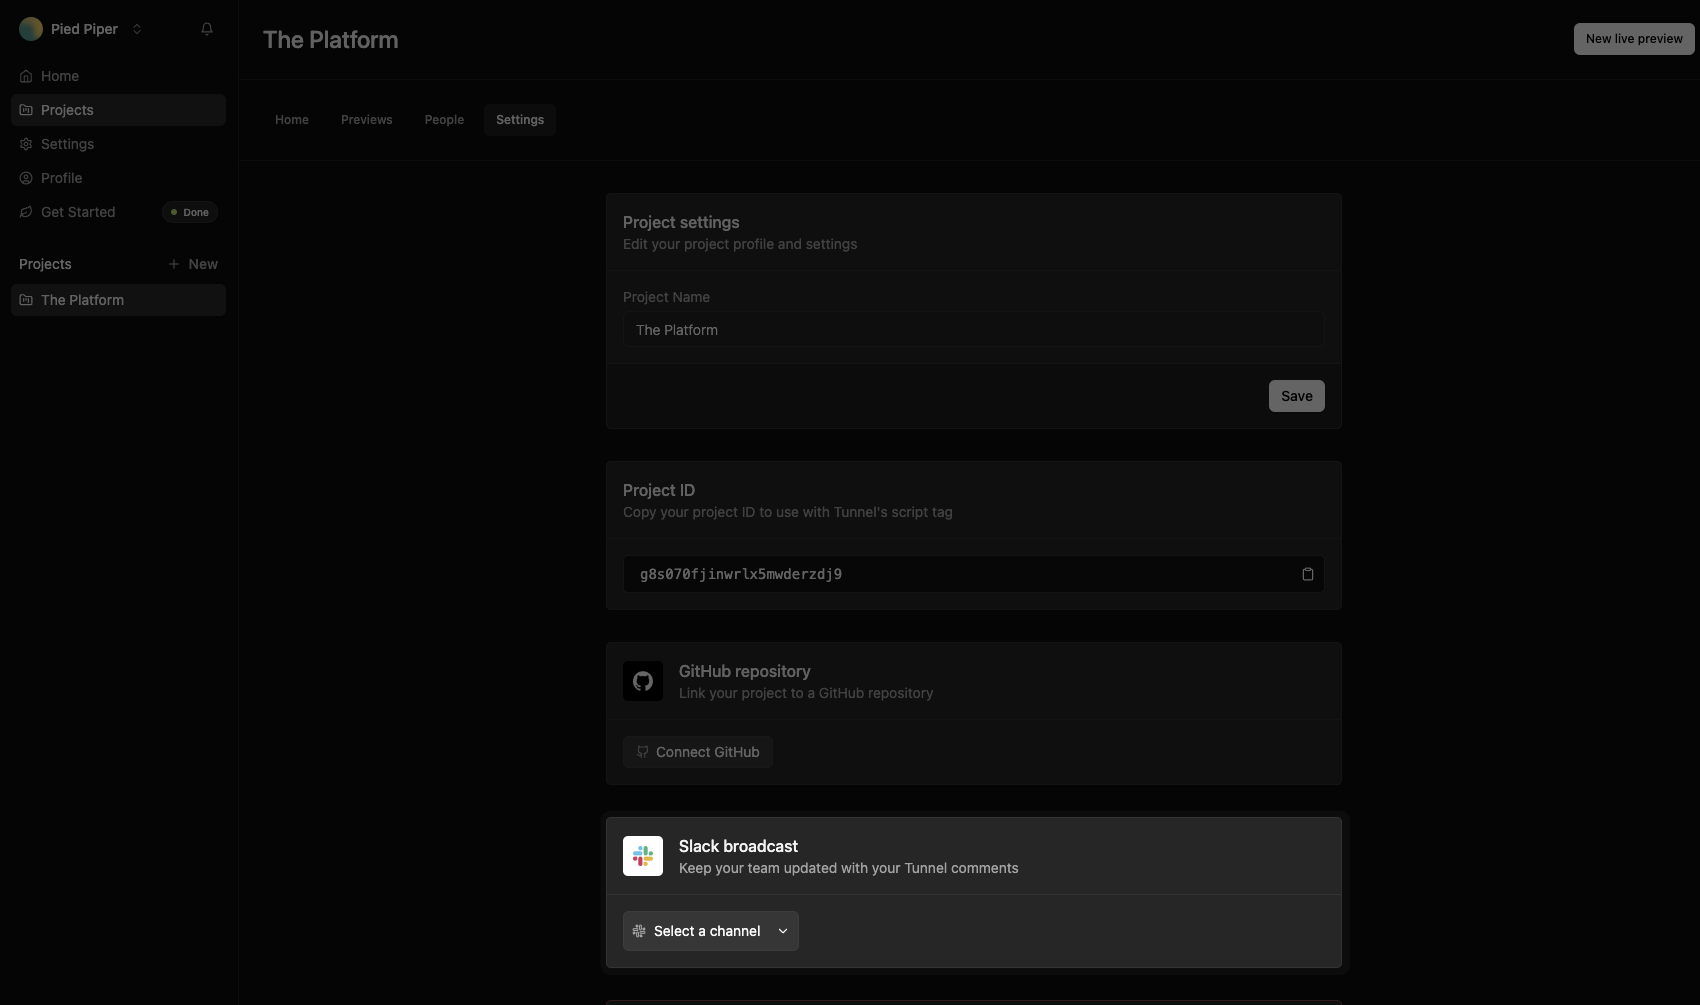 Pied Piper
Home
Projects
Settings
Profile
Get Started
Done
Projects
New
The Platform
The Platform
New live preview
Home
Previews
People
Settings
Project settings
Edit your project profile and settings
Project Name
The Platform
Save
Project ID
Copy your project ID to use with Tunnel's script tag
g8s070fjinwrlx5mwderzdj9
GitHub repository
Link your project to a GitHub repository
Connect GitHub
Slack broadcast
Keep your team updated with your Tunnel comments
Select a channel